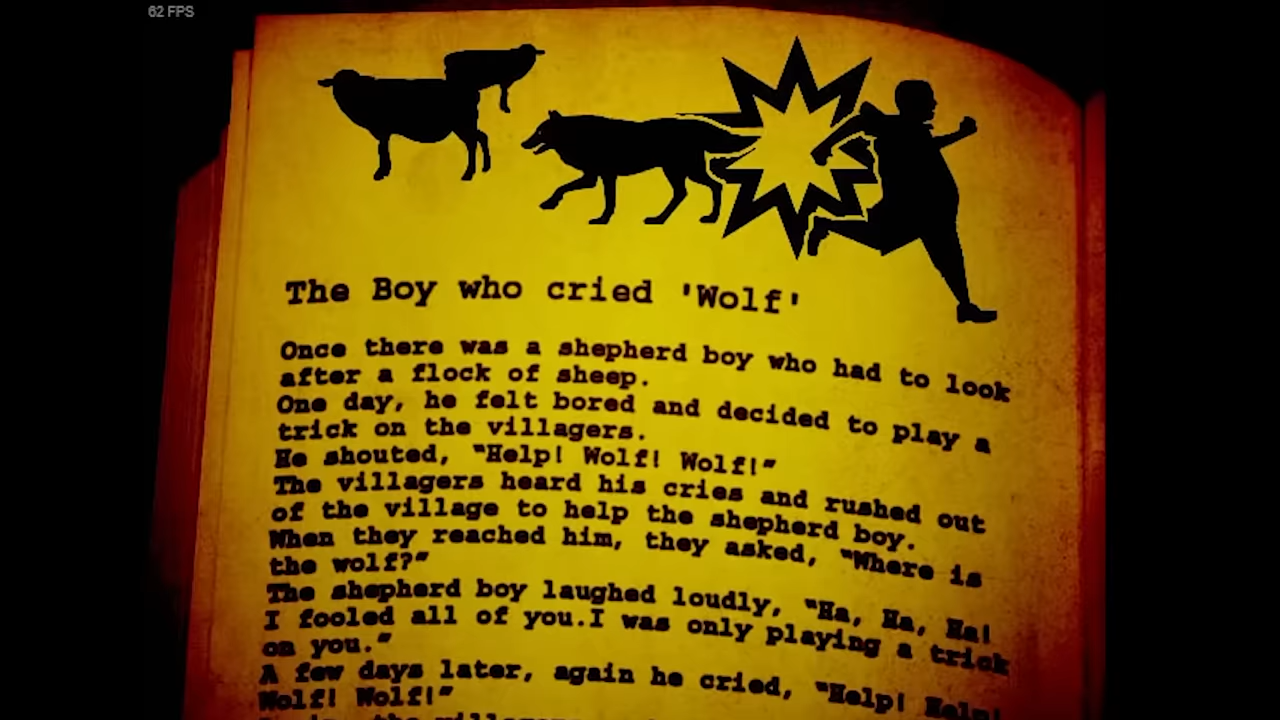 62 FPS
The Boy who cried 'Wolf'
Once there was a shepherd boy who had to look
after a flock of sheep.
One day, he felt bored and decided to play a
trick on the villagers.
He shouted, "Help! Wolf! Wolf!"
The villagers heard his cries and rushed out
of the village to help the shepherd boy.
When they reached him, they asked, "Where is
the wolf?"
The shepherd boy laughed loudly, "Ha, Ha, Ha!
I fooled all of you.I was only playing a trick
on you."
A few days later, again he cried, "Help! Help!
Wolf! Wolf!"
the villagers